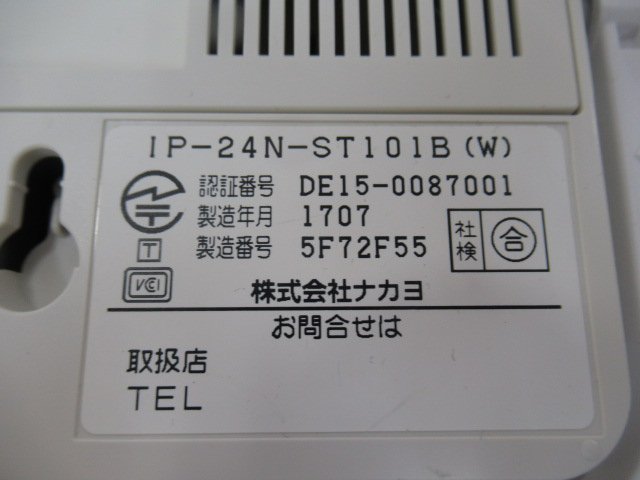 IP-24N-ST101B(W)
認証番号 DE15-0087001
製造年月 1707
製造番号 5F72F55
T
VCI
社検 合
株式会社ナカヨ
お問合せは
取扱店
TEL